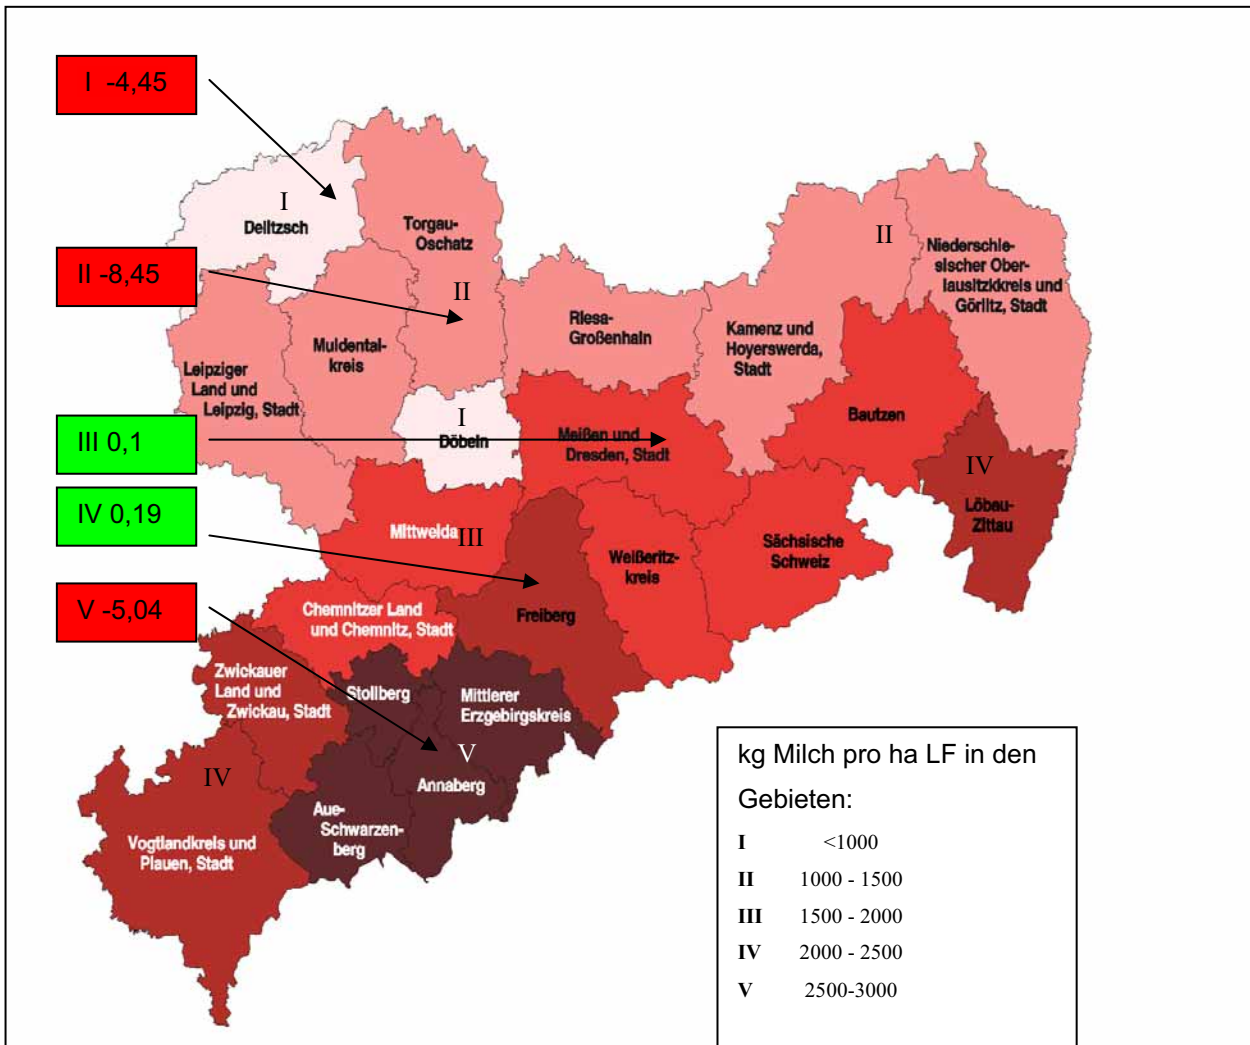 I -4,45
I
Delitzsch
Torgau-
Oschatz
II
Niederschle-
sischer Ober-
lausitzkkreis und
Görlitz, Stadt
II -8,45
II
Riesa-
Großenhain
Kamenz und
Hoyerswerda,
Stadt
Muldental-
kreis
Leipziger
Land und
Leipzig, Stadt
III 0,1
I
Döbeln
Meißen und
Dresden, Stadt
Bautzen
IV
Löbau-
Zittau
IV 0,19
Mittweida
III
Weißeritz-
kreis
Sächsische
Schweiz
V -5,04
Chemnitzer Land
und Chemnitz, Stadt
Freiberg
Zwickauer
Land und
Zwickau, Stadt
Stollberg
Mittlerer
Erzgebirgskreis
V
Annaberg
IV
Aue-
Schwarzen-
berg
Vogtlandkreis und
Plauen, Stadt
kg Milch pro ha LF in den
Gebieten:
I <1000
II 1000 - 1500
III 1500 - 2000
IV 2000 - 2500
V 2500-3000